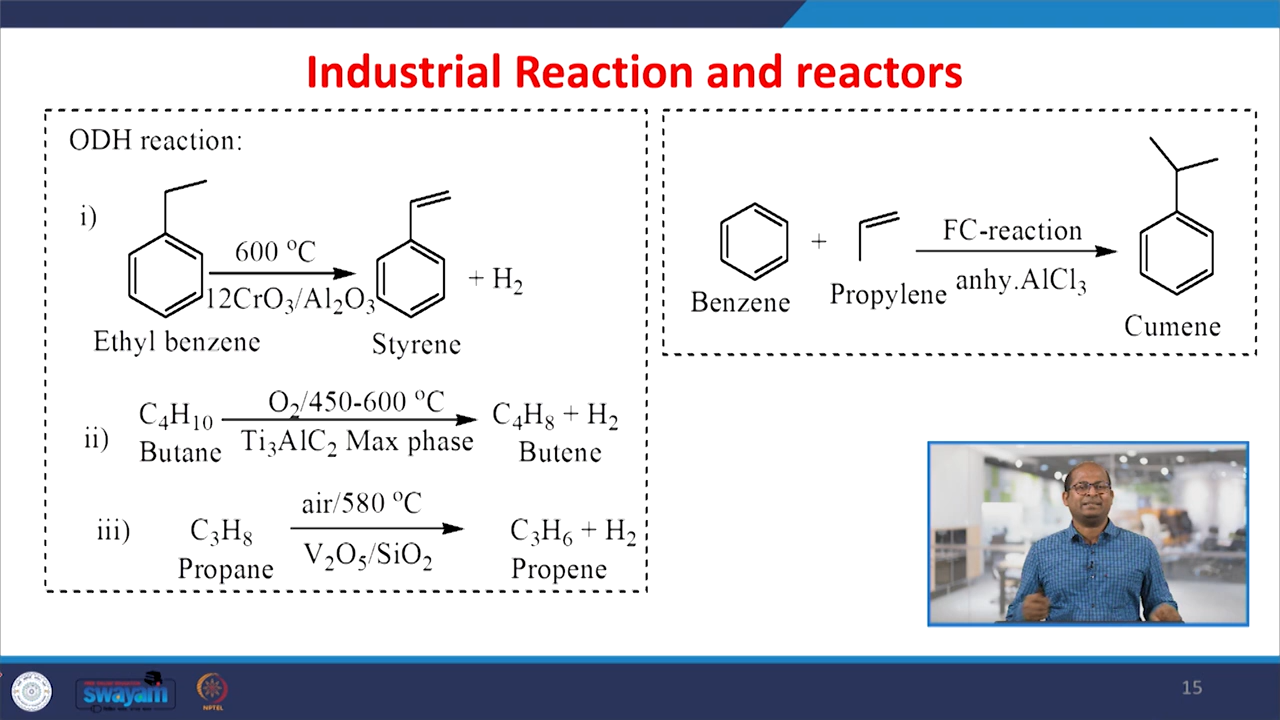 Industrial Reaction and reactors
ODH reaction:
i)
600 °C
12CrO₃/Al₂O₃
+ H₂
Ethyl benzene
Styrene
ii)
C₄H₁₀
O₂/450-600 °C
C₄H₈ + H₂
Butane
Ti₃AlC₂ Max phase
Butene
iii)
C₃H₈
air/580 °C
C₃H₆ + H₂
Propane
V₂O₅/SiO₂
Propene
+
FC-reaction
anhy.AlCl₃
Benzene
Propylene
Cumene
swayam
NPTEL
15